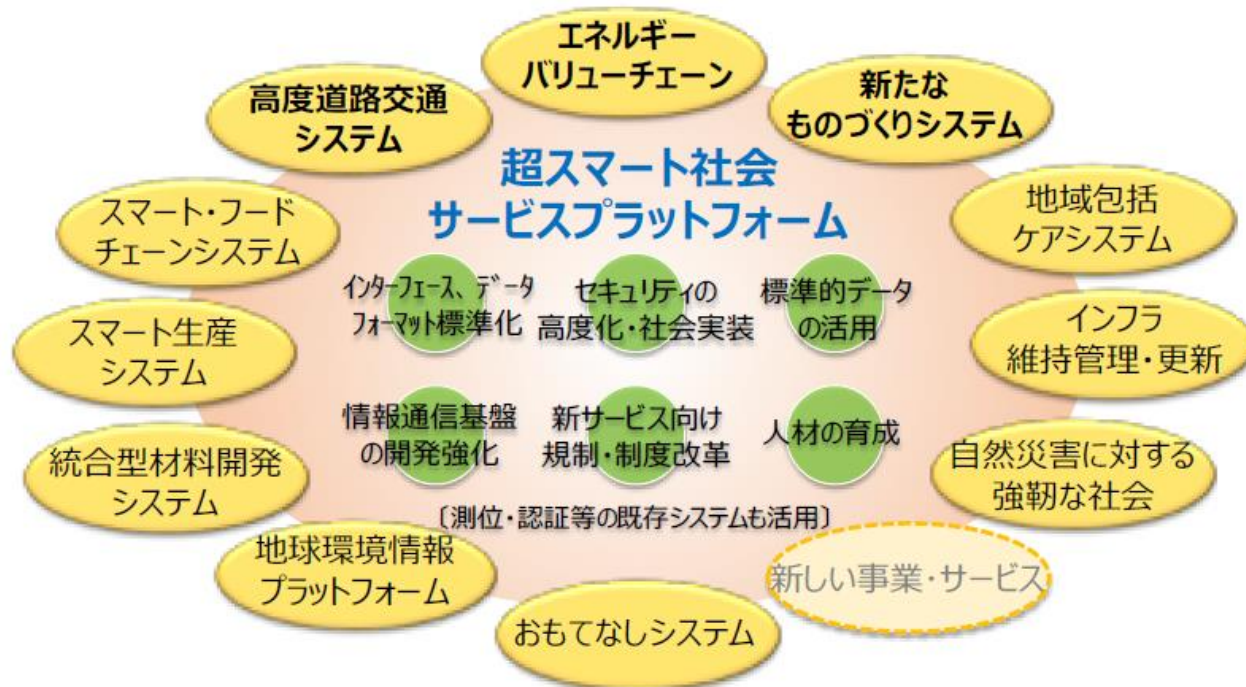 エネルギー
バリューチェーン
高度道路交通
システム
新たな
ものづくりシステム
超スマート社会
サービスプラットフォーム
スマート・フード
チェーンシステム
地域包括
ケアシステム
インターフェース、データ
フォーマット標準化
セキュリティの
高度化・社会実装
標準的データ
の活用
スマート生産
システム
インフラ
維持管理・更新
情報通信基盤
の開発強化
新サービス向け
規制・制度改革
人材の育成
統合型材料開発
システム
自然災害に対する
強靭な社会
〔測位・認証等の既存システムも活用〕
地球環境情報
プラットフォーム
新しい事業・サービス
おもてなしシステム